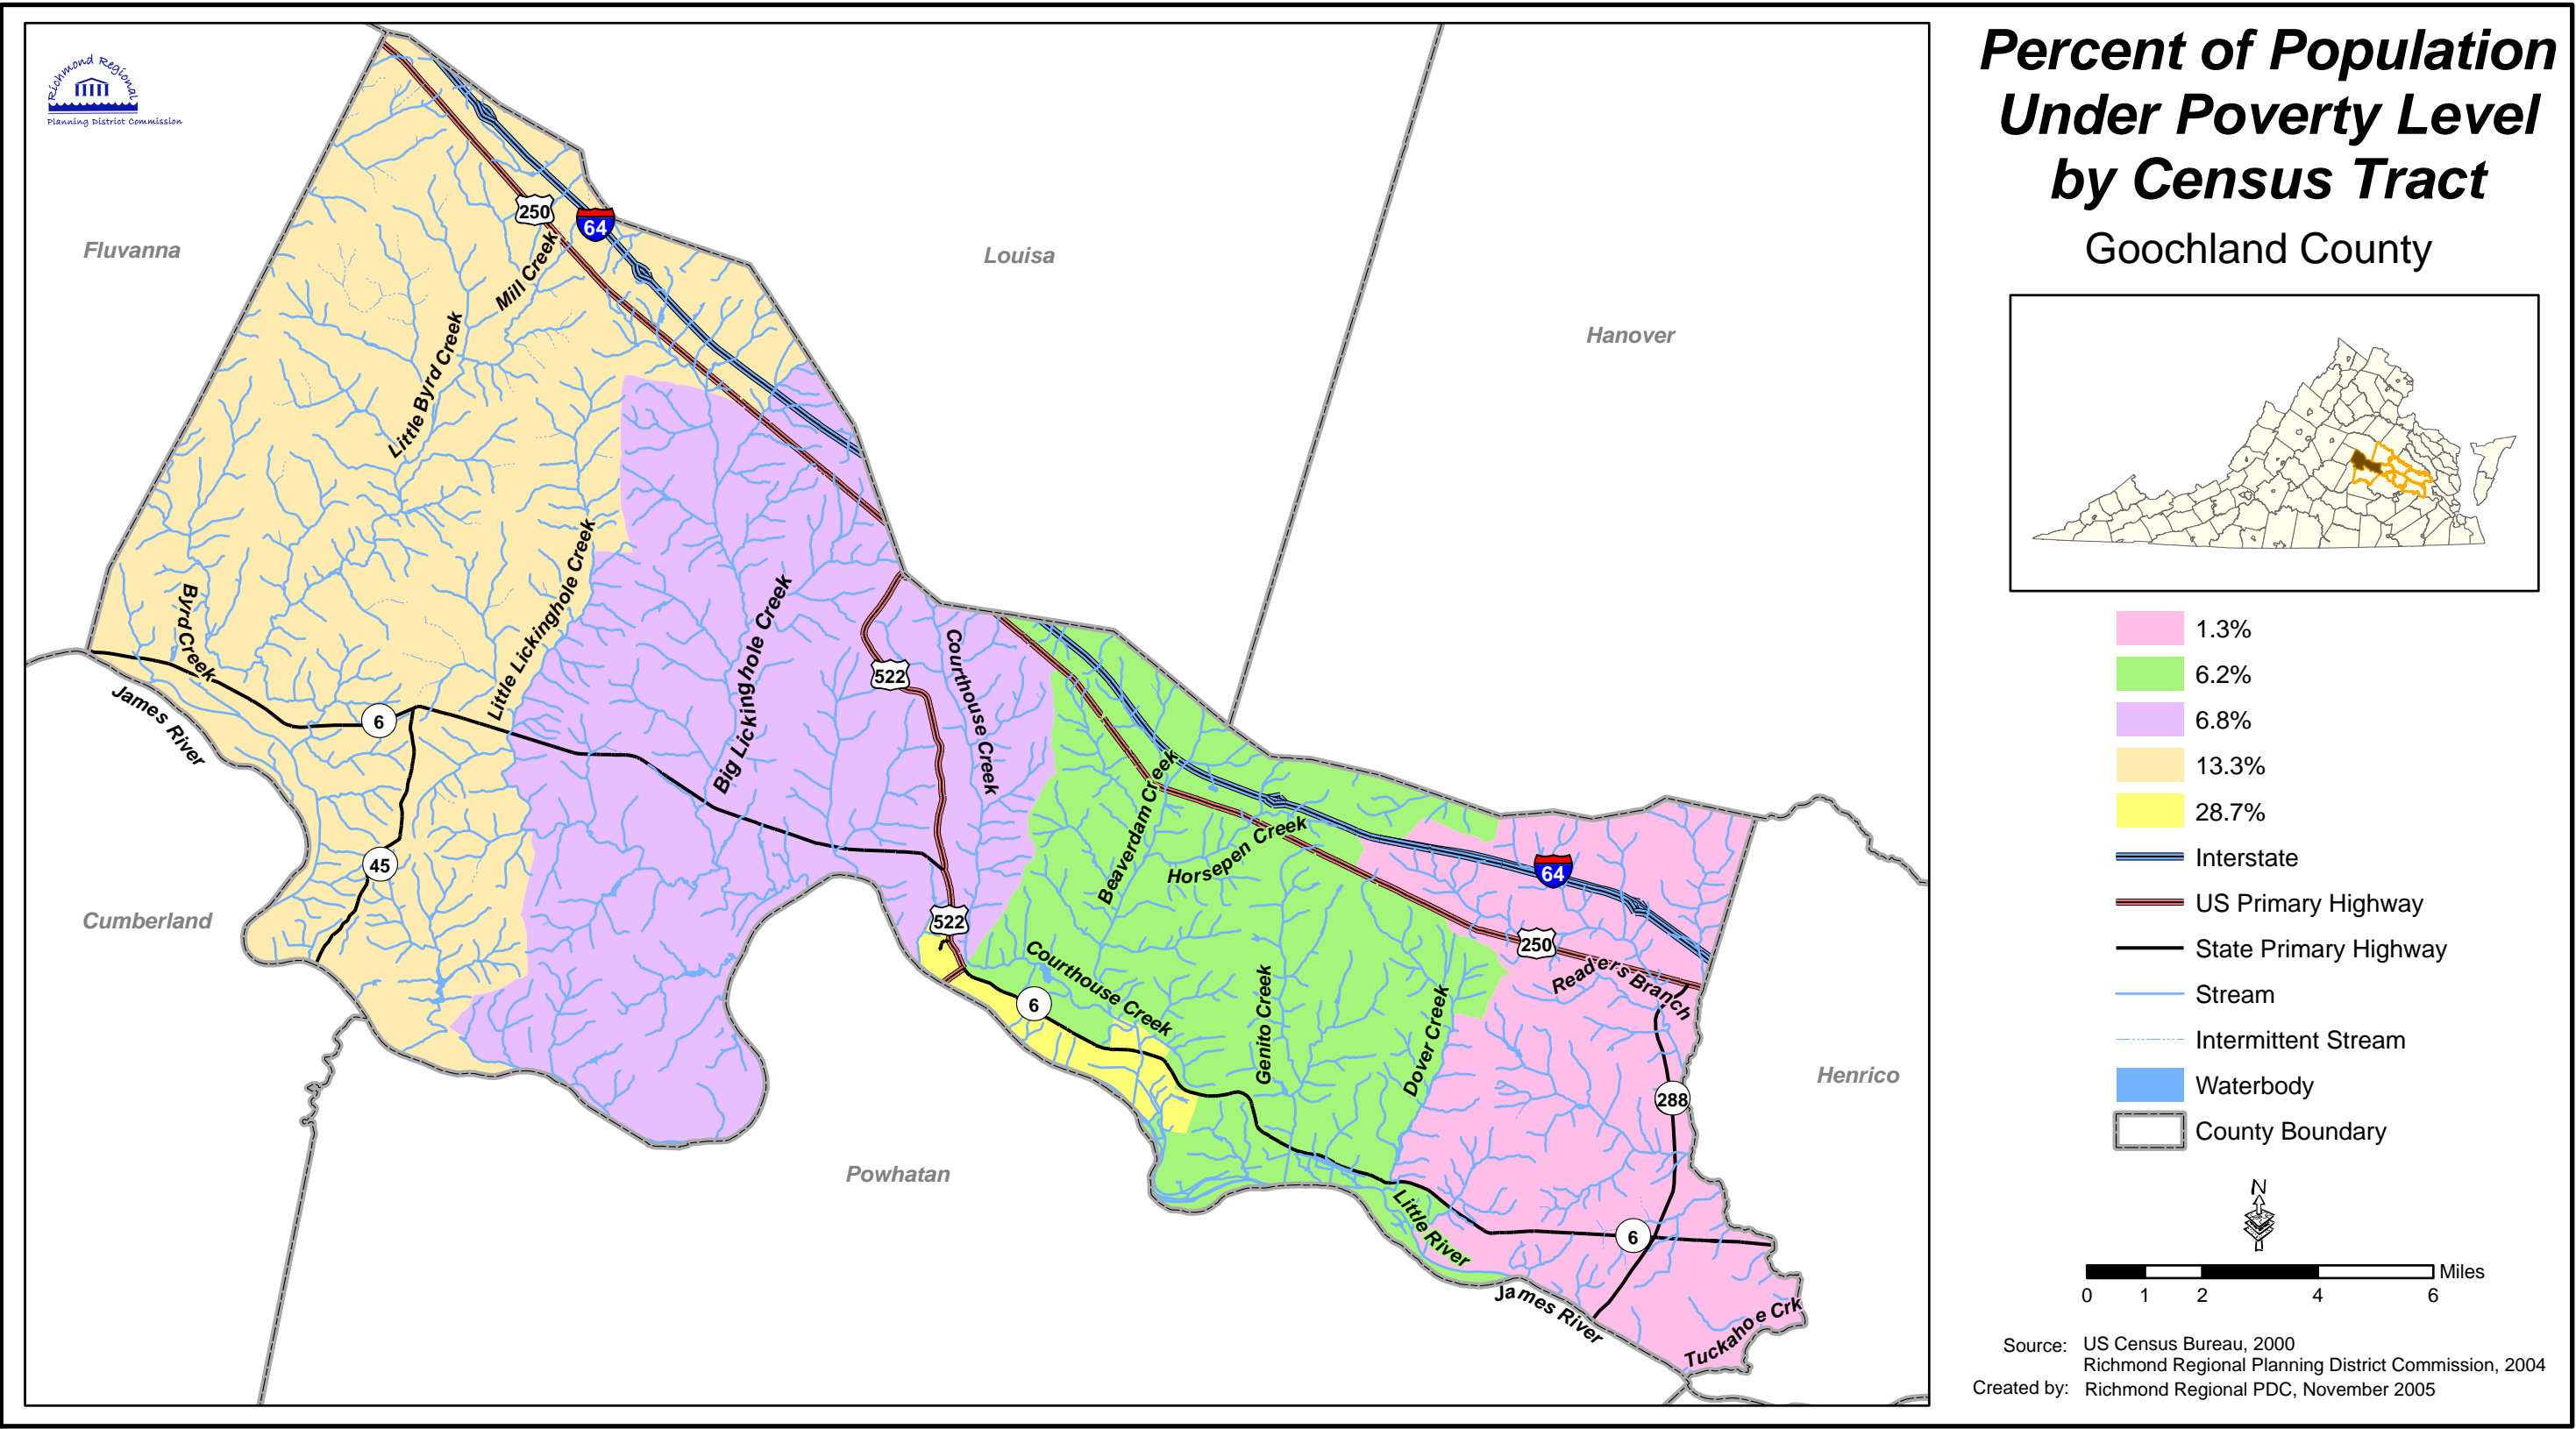 Percent of Population
Under Poverty Level
by Census Tract
Goochland County
Richmond Regional
Planning District Commission
Fluvanna
Louisa
Hanover
Cumberland
Powhatan
Henrico
250
64
Mill Creek
Little Byrd Creek
Little Lickinghole Creek
Byrd Creek
James River
6
45
Big Lickinghole Creek
522
Courthouse Creek
522
Beaverdam Creek
Horsepen Creek
64
250
Readers Branch
Courthouse Creek
6
Genito Creek
Dover Creek
288
Little River
6
James River
Tuckahoe Crk
1.3%
6.2%
6.8%
13.3%
28.7%
Interstate
US Primary Highway
State Primary Highway
Stream
Intermittent Stream
Waterbody
County Boundary
N
Miles
0 1 2 4 6
Source: US Census Bureau, 2000
Richmond Regional Planning District Commission, 2004
Created by: Richmond Regional PDC, November 2005